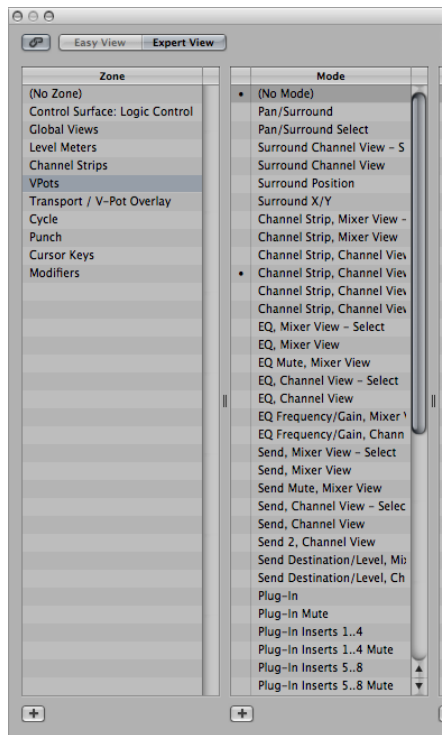 Easy View Expert View
Zone
(No Zone)
Control Surface: Logic Control
Global Views
Level Meters
Channel Strips
VPots
Transport / V-Pot Overlay
Cycle
Punch
Cursor Keys
Modifiers
Mode
• (No Mode)
Pan/Surround
Pan/Surround Select
Surround Channel View – S
Surround Channel View
Surround Position
Surround X/Y
Channel Strip, Mixer View –
Channel Strip, Mixer View
Channel Strip, Channel Viev
• Channel Strip, Channel Viev
Channel Strip, Channel Viev
Channel Strip, Channel Viev
EQ, Mixer View – Select
EQ, Mixer View
EQ Mute, Mixer View
EQ, Channel View – Select
EQ, Channel View
EQ Frequency/Gain, Mixer
EQ Frequency/Gain, Chann
Send, Mixer View – Select
Send, Mixer View
Send Mute, Mixer View
Send, Channel View – Selec
Send, Channel View
Send 2, Channel View
Send Destination/Level, Mi
Send Destination/Level, Ch
Plug-In
Plug-In Mute
Plug-In Inserts 1..4
Plug-In Inserts 1..4 Mute
Plug-In Inserts 5..8
Plug-In Inserts 5..8 Mute